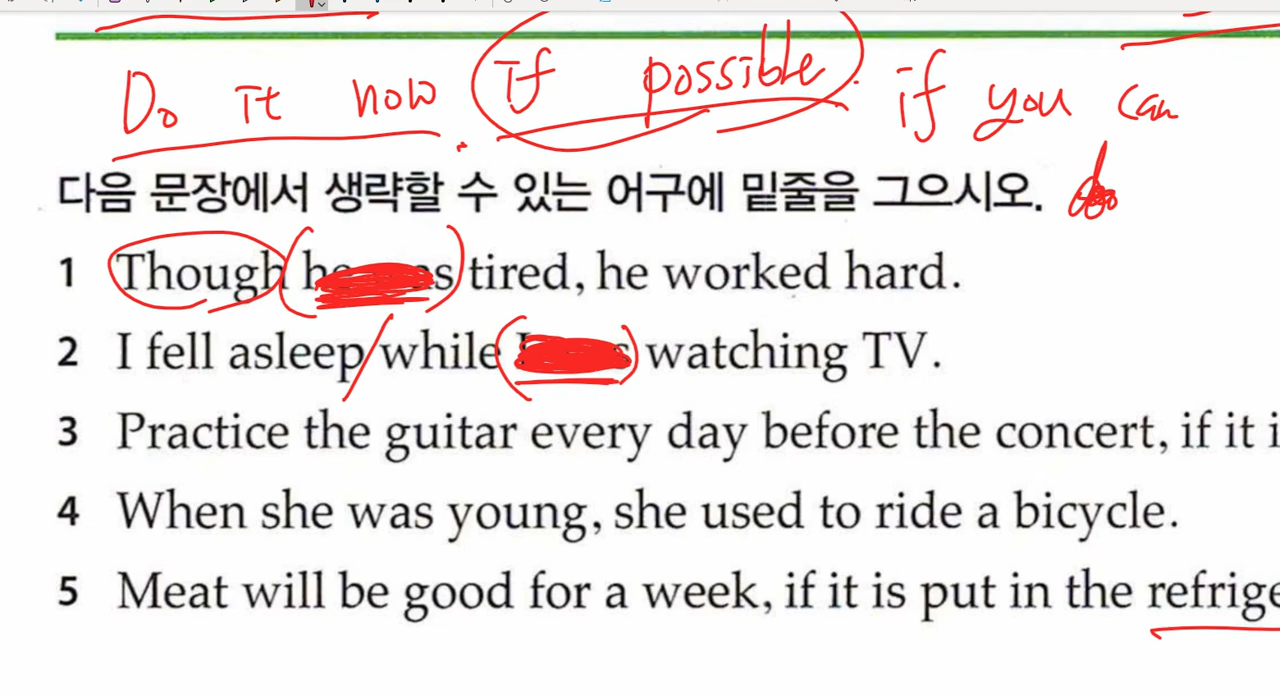 Do it now. if possible. if you can
다음 문장에서 생략할 수 있는 어구에 밑줄을 그으시오.
1 Though tired, he worked hard.
2 I fell asleep while watching TV.
3 Practice the guitar every day before the concert, if it i
4 When she was young, she used to ride a bicycle.
5 Meat will be good for a week, if it is put in the refrige